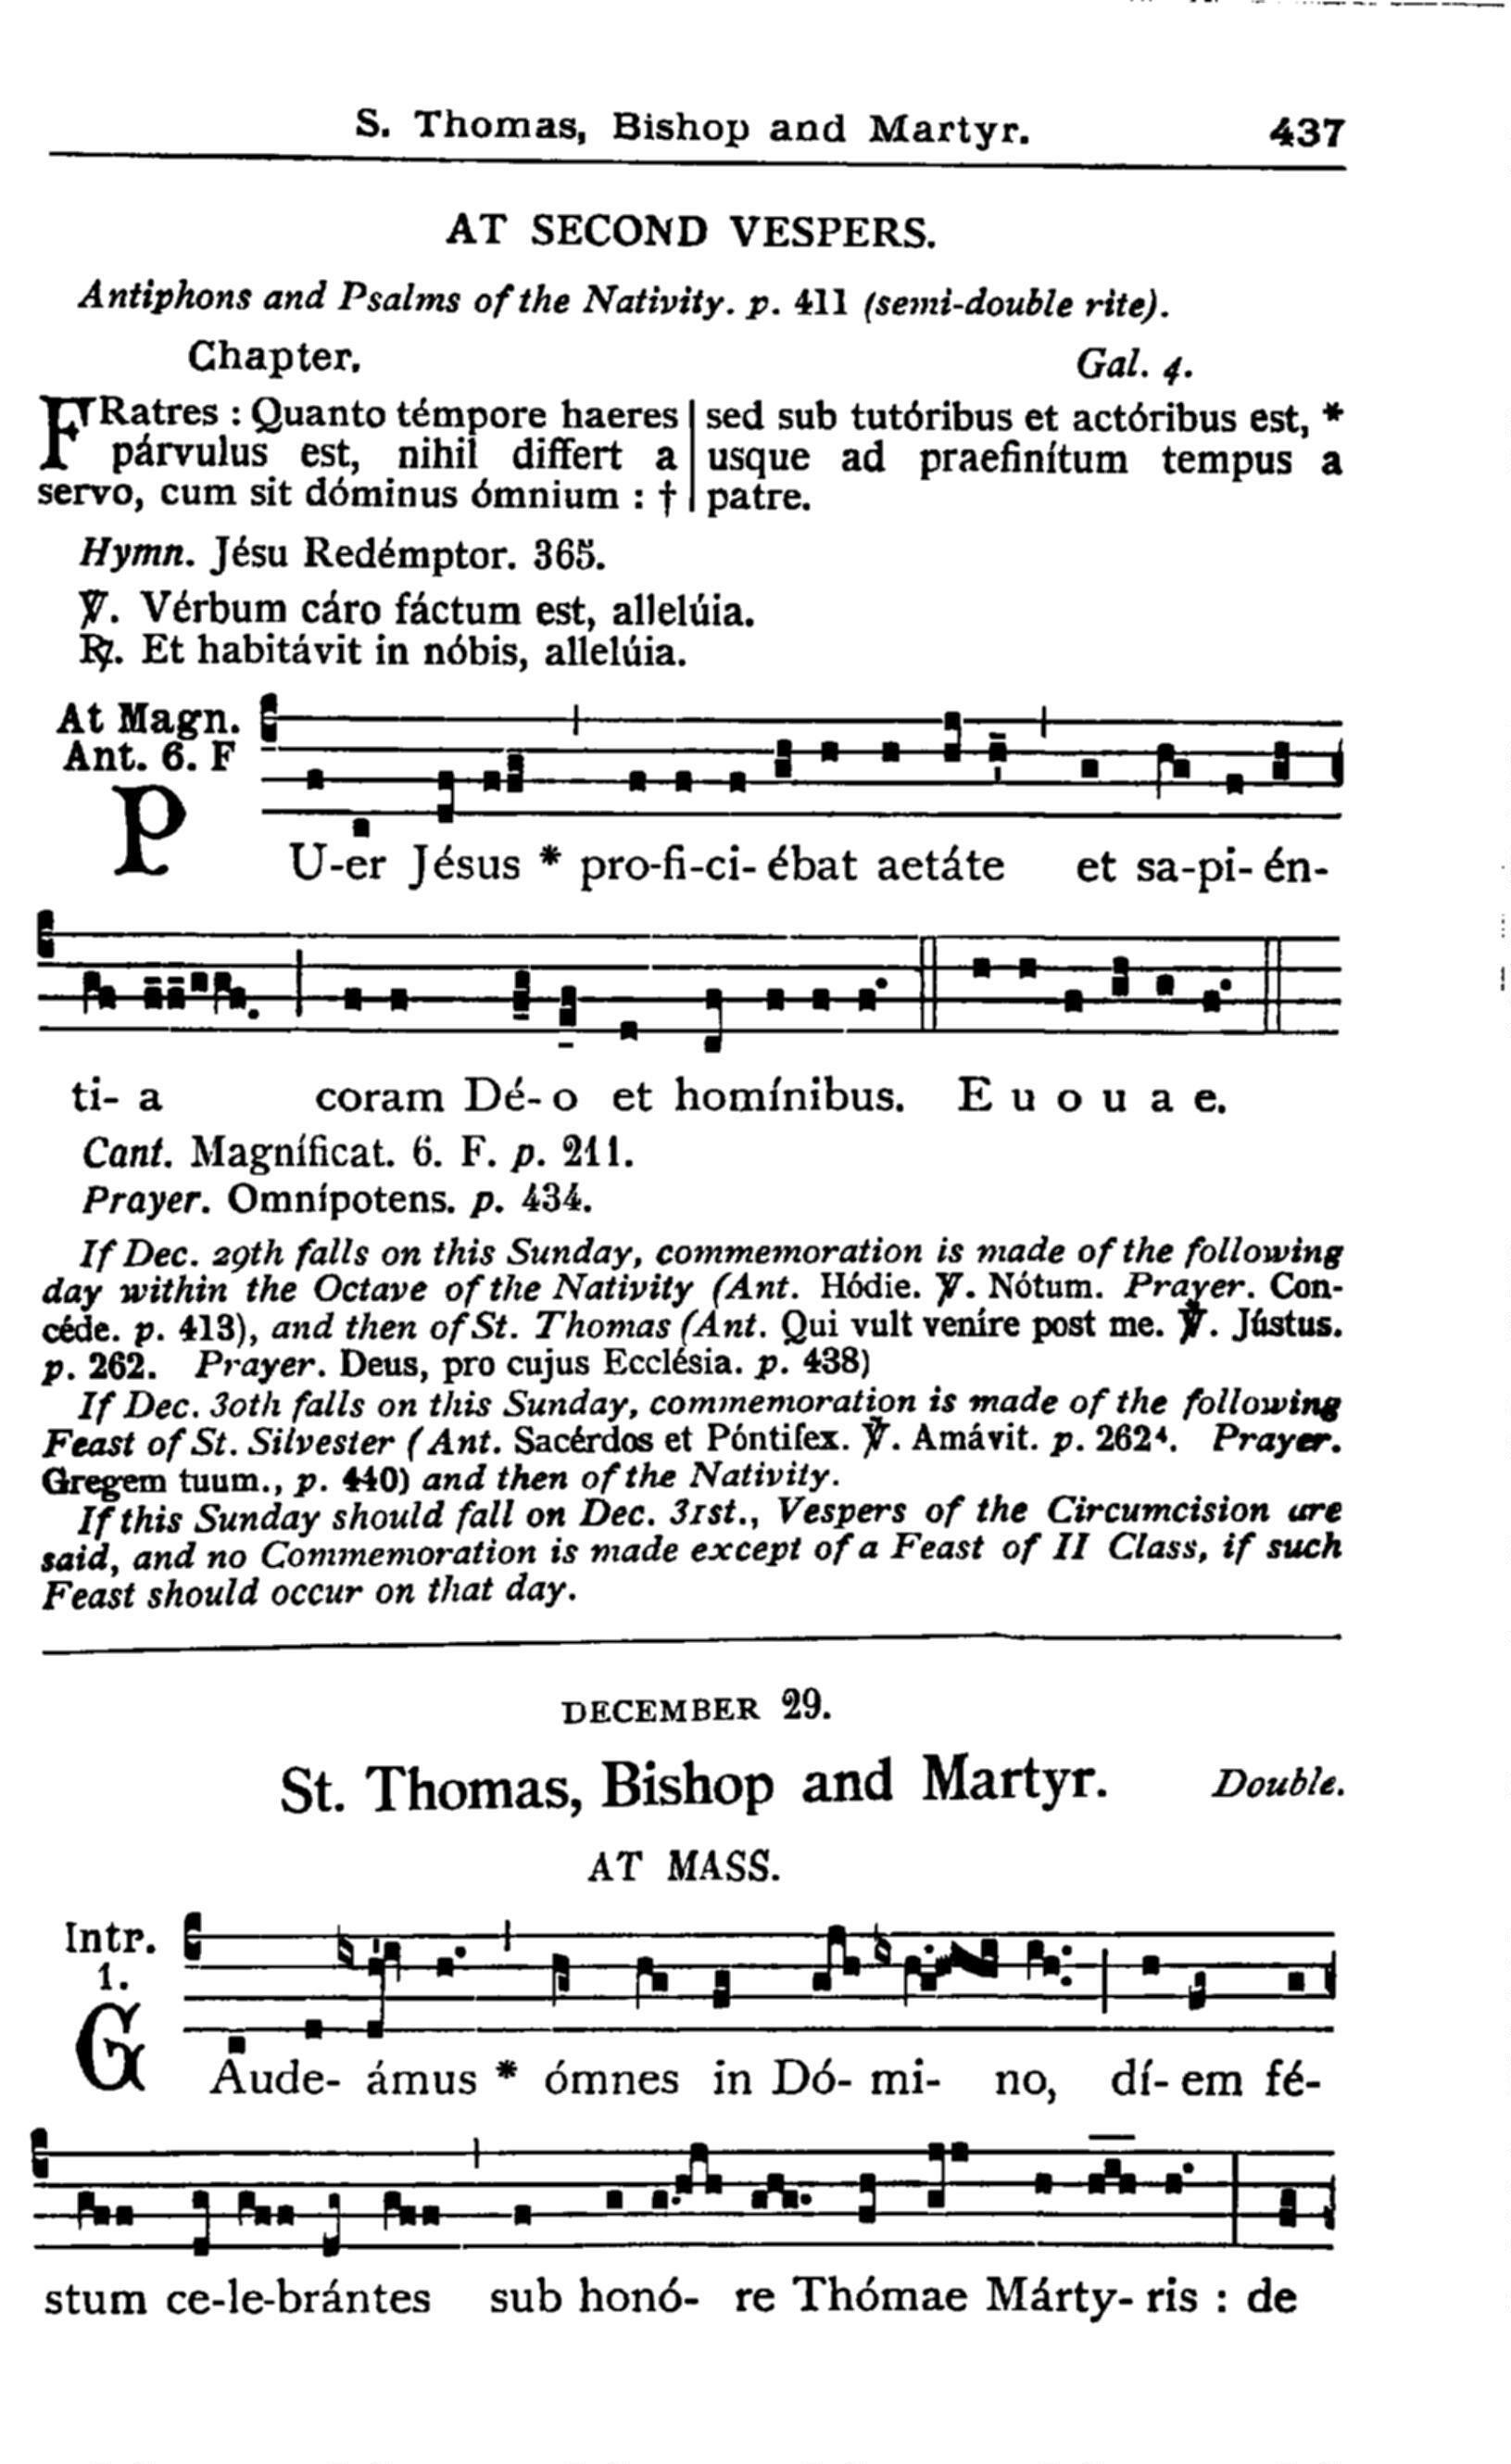 S. Thomas, Bishop and Martyr. 437
AT SECOND VESPERS.
Antiphons and Psalms of the Nativity. p. 411 (semi-double rite).
Chapter. Gal. 4.
FRatres : Quanto témpore haeres
párvulus est, nihil differt a
servo, cum sit dóminus ómnium : †
sed sub tutóribus et actóribus est, *
usque ad praefinítum tempus a
patre.
Hymn. Jésu Redémptor. 365.
℣. Vérbum cáro fáctum est, allelúia.
℟. Et habitávit in nóbis, allelúia.
At Magn.
Ant. 6. F
PU-er Jésus * pro-fi-ci-ébat aetáte et sa-pi-én-
ti- a coram Dé-o et homínibus. E u o u a e.
Cant. Magníficat. 6. F. p. 211.
Prayer. Omnípotens. p. 434.
If Dec. 29th falls on this Sunday, commemoration is made of the following
day within the Octave of the Nativity (Ant. Hódie. ℣. Nótum. Prayer. Con-
céde. p. 413), and then of St. Thomas (Ant. Qui vult veníre post me. ℣. Jústus.
p. 262. Prayer. Deus, pro cujus Ecclésia. p. 438)
If Dec. 30th falls on this Sunday, commemoration is made of the following
Feast of St. Silvester (Ant. Sacérdos et Póntifex. ℣. Amávit. p. 262⁴. Prayer.
Gregem tuum., p. 440) and then of the Nativity.
If this Sunday should fall on Dec. 31st., Vespers of the Circumcision are
said, and no Commemoration is made except of a Feast of II Class, if such
Feast should occur on that day.
DECEMBER 29.
St. Thomas, Bishop and Martyr. Double.
AT MASS.
Intr.
1.
GAude- ámus * ómnes in Dó- mi- no, dí- em fé-
stum ce-le-brántes sub honó- re Thómae Márty- ris : de